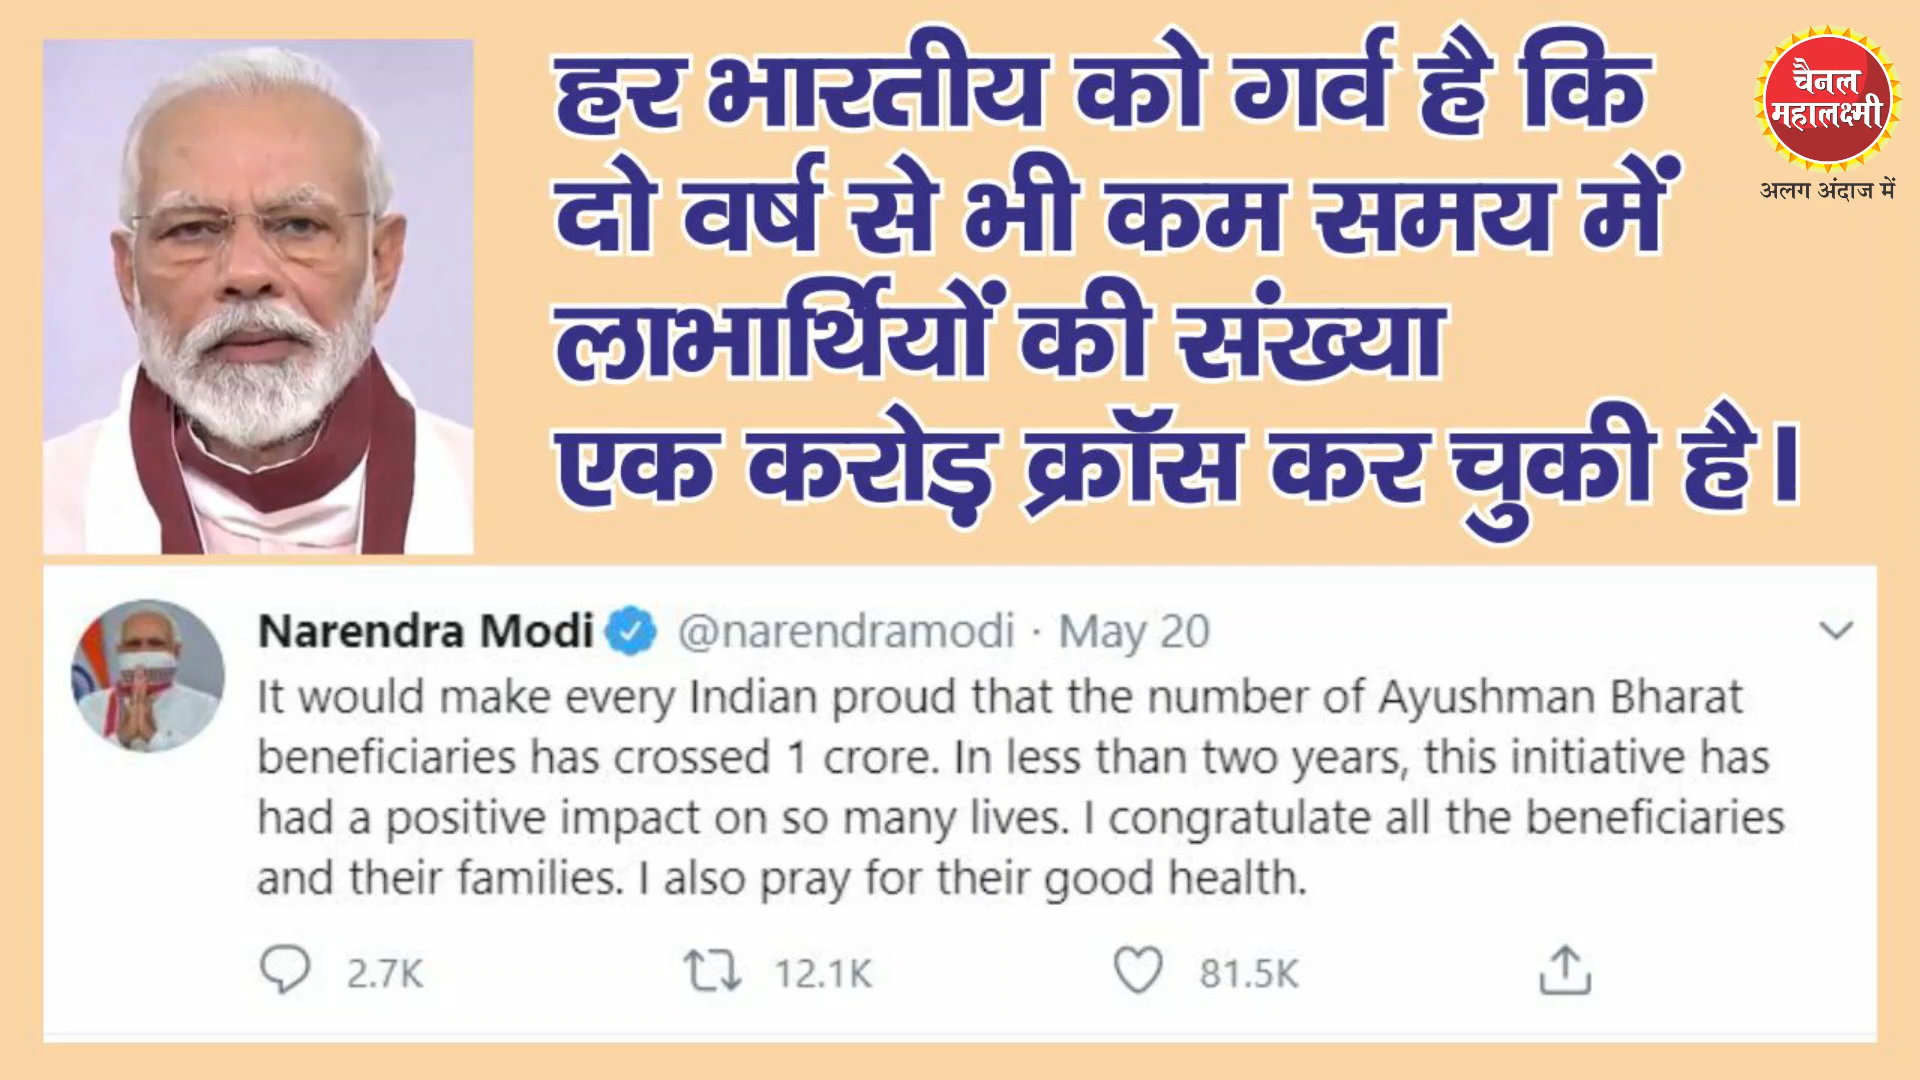 हर भारतीय को गर्व है कि
दो वर्ष से भी कम समय में
लाभार्थियों की संख्या
एक करोड़ क्रॉस कर चुकी है।
चैनल
महालक्ष्मी
अलग अंदाज में
Narendra Modi @narendramodi · May 20
It would make every Indian proud that the number of Ayushman Bharat
beneficiaries has crossed 1 crore. In less than two years, this initiative has
had a positive impact on so many lives. I congratulate all the beneficiaries
and their families. I also pray for their good health.
2.7K 12.1K 81.5K